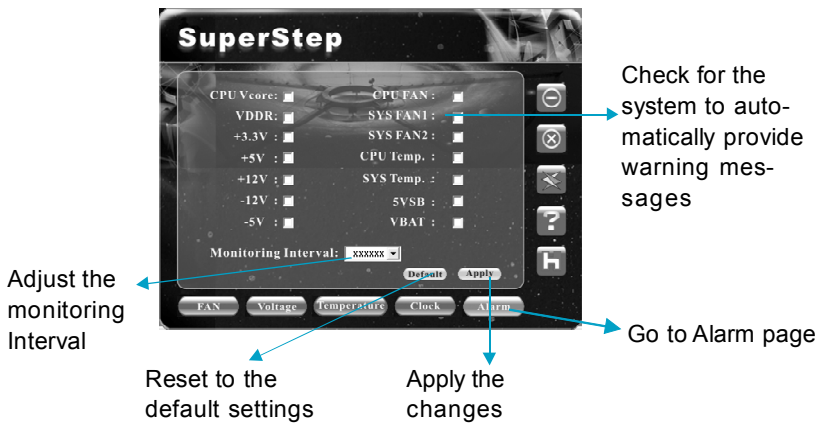 SuperStep
CPU Vcore:
CPU FAN :
VDDR:
SYS FAN1 :
+3.3V :
SYS FAN2 :
+5V :
CPU Temp. :
+12V :
SYS Temp. :
-12V :
5VSB :
-5V :
VBAT :
Monitoring Interval: xxxxxx
Default
Apply
FAN
Voltage
Temperature
Clock
Alarm
?
Check for the
system to auto-
matically provide
warning mes-
sages
Adjust the
monitoring
Interval
Go to Alarm page
Reset to the
default settings
Apply the
changes